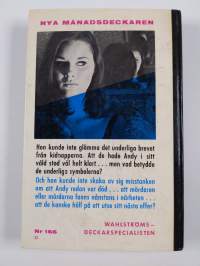 NYA MÅNADSDECKAREN
Han kunde inte glömma det underliga brevet
från kidnapparna. Att de hade Andy i sitt
våld stod väl helt klart ... men vad betydde
de underliga symbolerna?
Och han kunde inte skaka av sig misstanken
om att Andy redan var död ... att mördaren
eller mördarna fanns någonstans i närheten ...
att de kanske höll på att utse sitt nästa offer?
Nr 166
WAHLSTRÖMS –
DECKARSPECIALISTEN